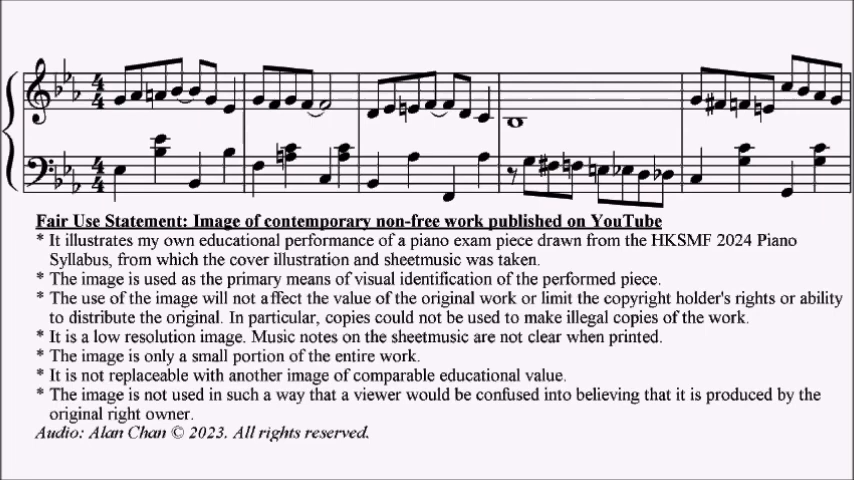 Fair Use Statement: Image of contemporary non-free work published on YouTube
* It illustrates my own educational performance of a piano exam piece drawn from the HKSMF 2024 Piano
Syllabus, from which the cover illustration and sheetmusic was taken.
* The image is used as the primary means of visual identification of the performed piece.
* The use of the image will not affect the value of the original work or limit the copyright holder's rights or ability
to distribute the original. In particular, copies could not be used to make illegal copies of the work.
* It is a low resolution image. Music notes on the sheetmusic are not clear when printed.
* The image is only a small portion of the entire work.
* It is not replaceable with another image of comparable educational value.
* The image is not used in such a way that a viewer would be confused into believing that it is produced by the
original right owner.
Audio: Alan Chan © 2023. All rights reserved.